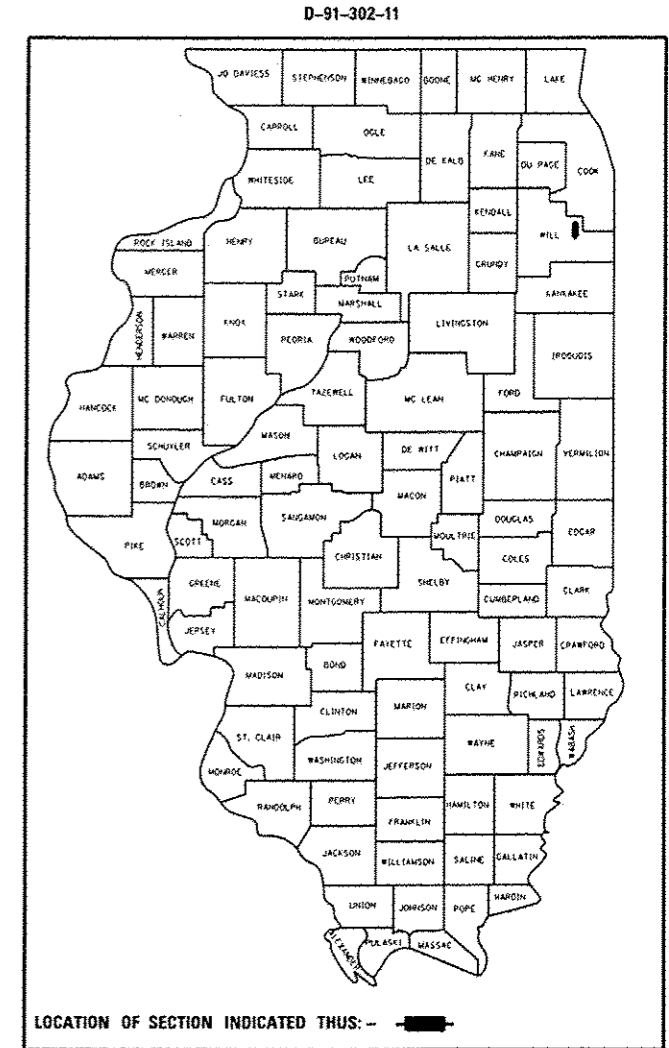 D-91-302-11
JO DAVIESS STEPHENSON WINNEBAGO BOONE MC HENRY LAKE
CARROLL OGLE
DE KALB KANE DU PAGE COOK
WHITESIDE LEE
KENDALL
ROCK ISLAND HENRY BUREAU LA SALLE WILL
GRUNDY
MERCER PUTNAM
STARK MARSHALL KANKAKEE
HENDERSON WARREN KNOX LIVINGSTON
PEORIA WOODFORD IROQUOIS
HANCOCK MC DONOUGH FULTON TAZEWELL MC LEAN FORD
MASON
SCHUYLER LOGAN DE WITT CHAMPAIGN VERMILION
ADAMS BROWN CASS MENARD PIATT
MACON
PIKE SCOTT MORGAN SANGAMON MOULTRIE DOUGLAS EDGAR
CHRISTIAN COLES
GREENE SHELBY
CALHOUN MACOUPIN MONTGOMERY CUMBERLAND CLARK
JERSEY
FAYETTE EFFINGHAM JASPER CRAWFORD
BOND
MADISON CLAY RICHLAND LAWRENCE
CLINTON MARION
ST. CLAIR WAYNE EDWARDS WABASH
WASHINGTON JEFFERSON
MONROE
RANDOLPH PERRY HAMILTON WHITE
FRANKLIN
JACKSON WILLIAMSON SALINE GALLATIN
UNION JOHNSON POPE HARDIN
ALEXANDER PULASKI MASSAC
LOCATION OF SECTION INDICATED THUS: -